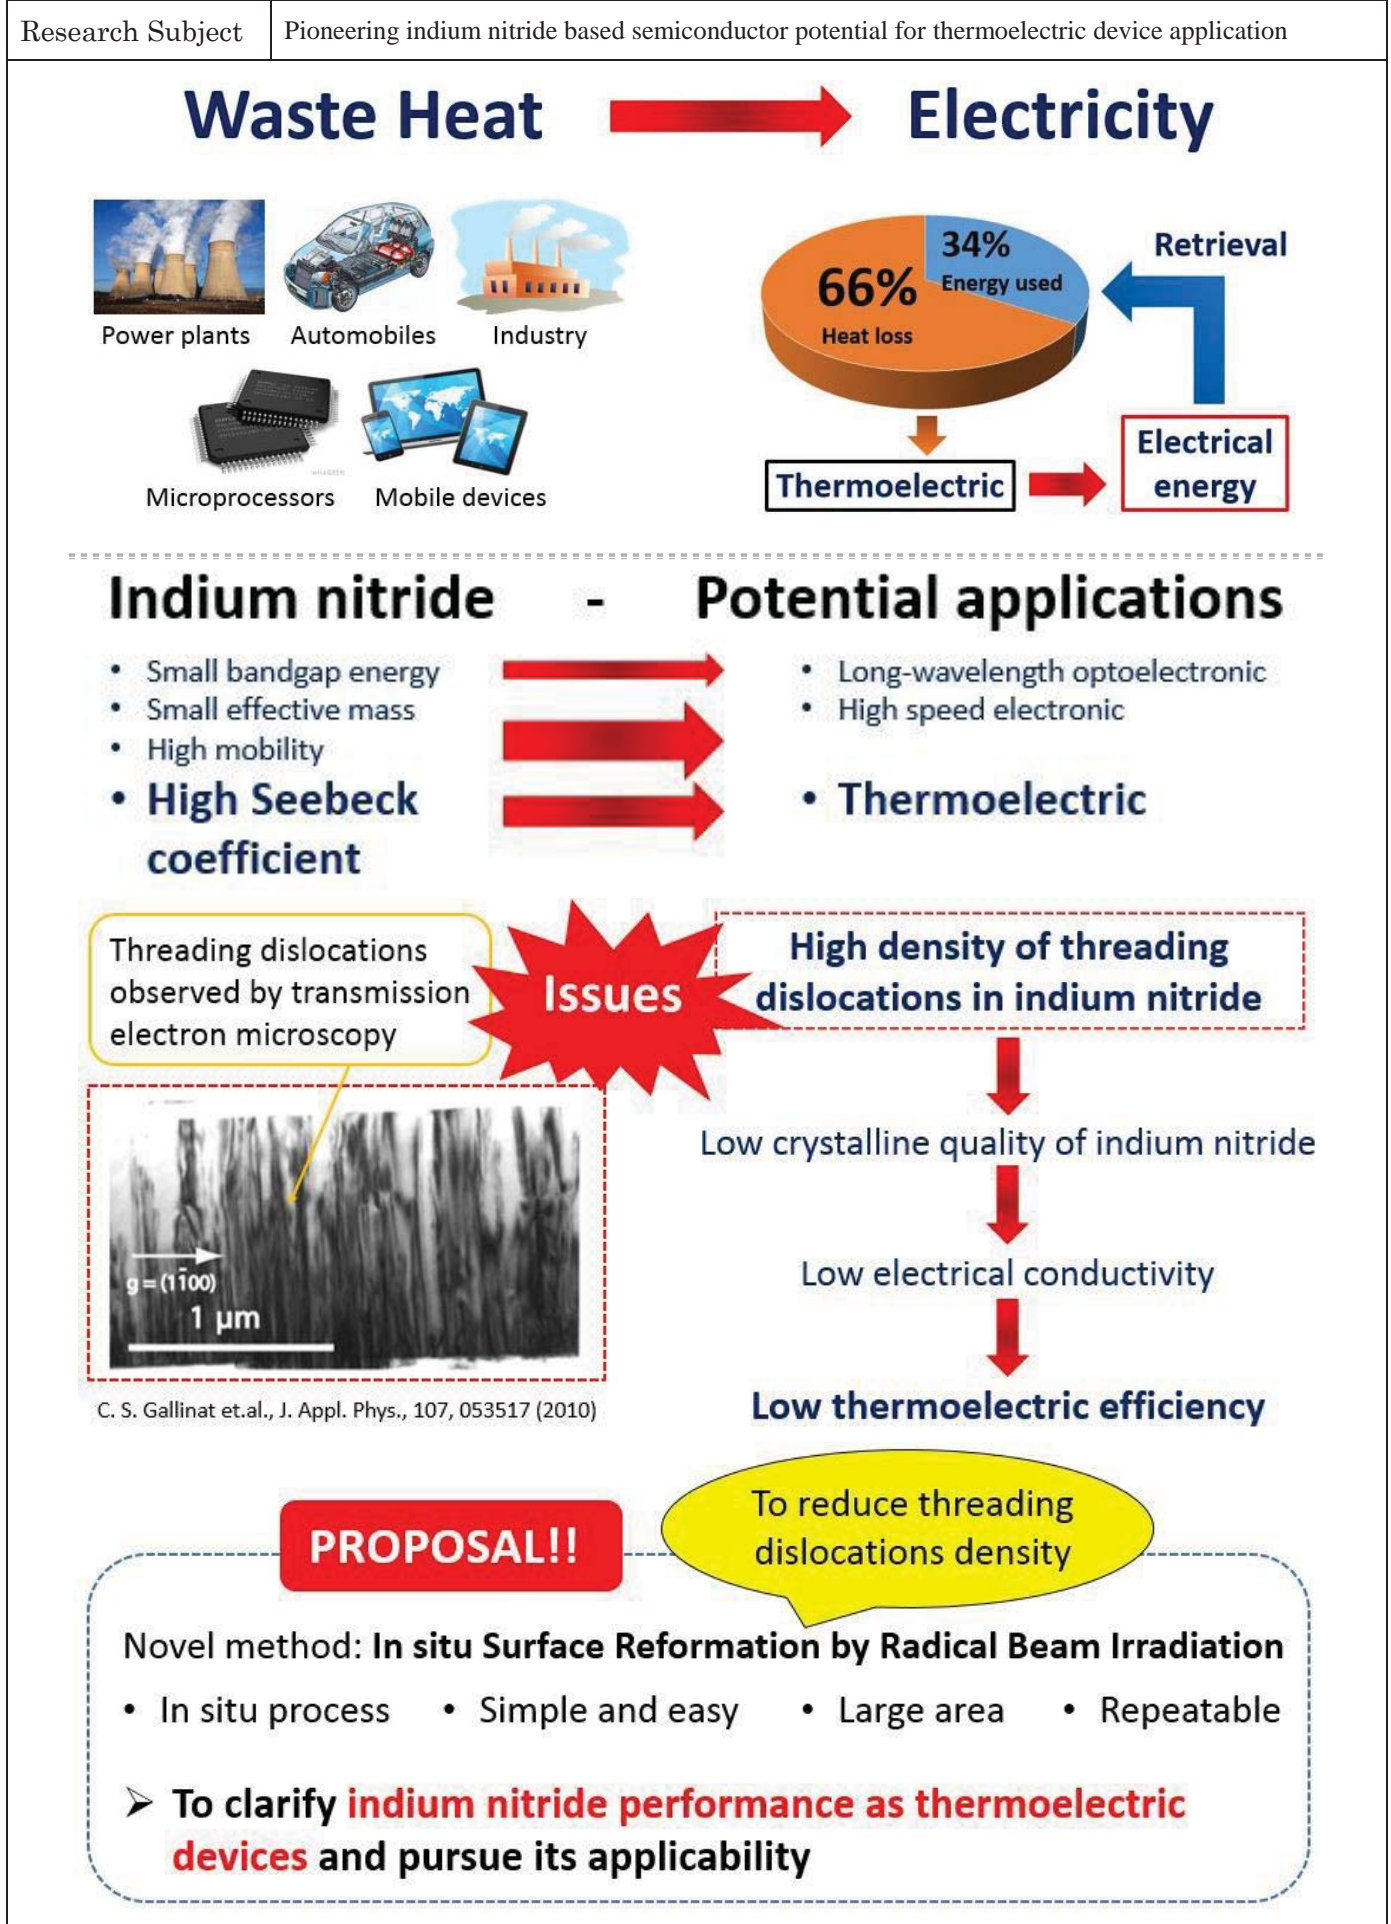 Research Subject
Pioneering indium nitride based semiconductor potential for thermoelectric device application
Waste Heat
Electricity
Power plants
Automobiles
Industry
Microprocessors
Mobile devices
34%
Energy used
66%
Heat loss
Retrieval
Thermoelectric
Electrical
energy
Indium nitride - Potential applications
• Small bandgap energy
• Small effective mass
• High mobility
• High Seebeck
coefficient
• Long-wavelength optoelectronic
• High speed electronic
• Thermoelectric
Threading dislocations
observed by transmission
electron microscopy
Issues
High density of threading
dislocations in indium nitride
Low crystalline quality of indium nitride
Low electrical conductivity
Low thermoelectric efficiency
g = (11̄00)
1 μm
C. S. Gallinat et.al., J. Appl. Phys., 107, 053517 (2010)
PROPOSAL!!
To reduce threading
dislocations density
Novel method: In situ Surface Reformation by Radical Beam Irradiation
• In situ process • Simple and easy • Large area • Repeatable
➢ To clarify indium nitride performance as thermoelectric
devices and pursue its applicability